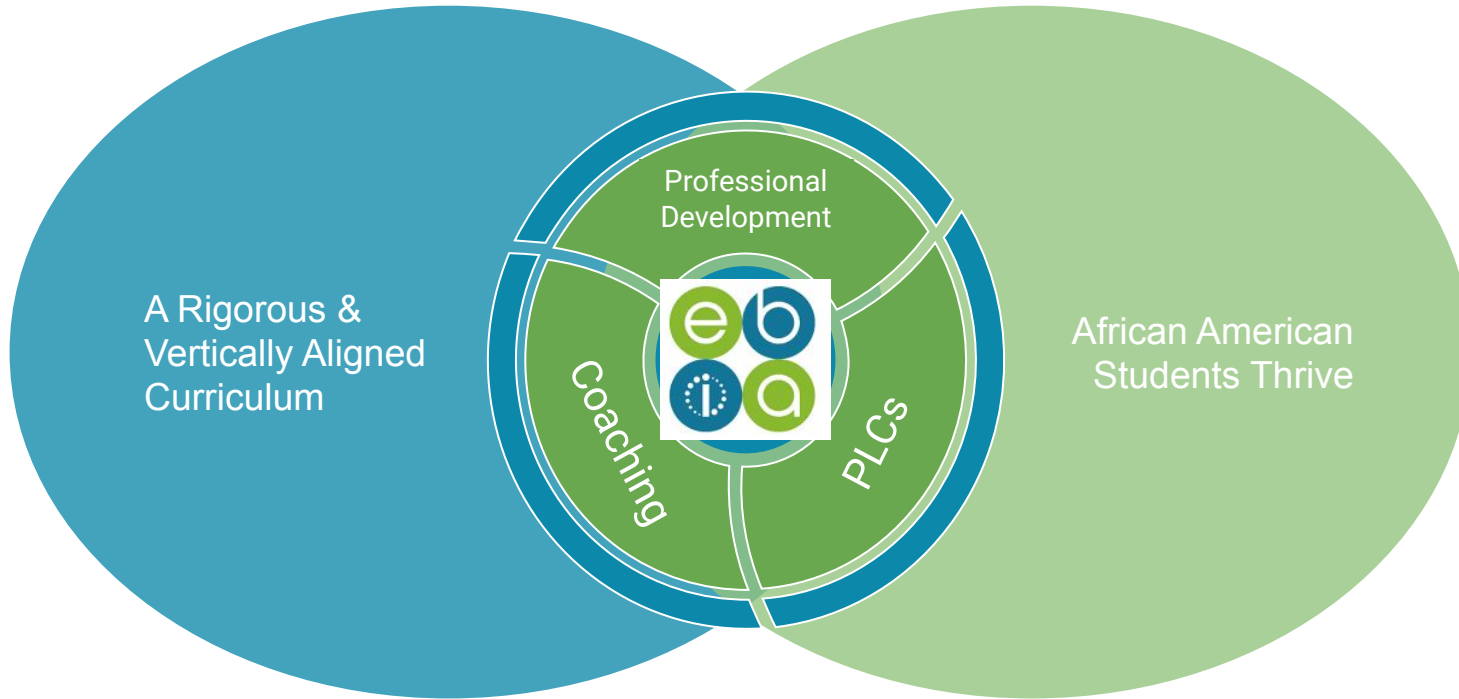 A Rigorous &
Vertically Aligned
Curriculum
Professional
Development
Coaching
PLCs
e b
i a
African American
Students Thrive